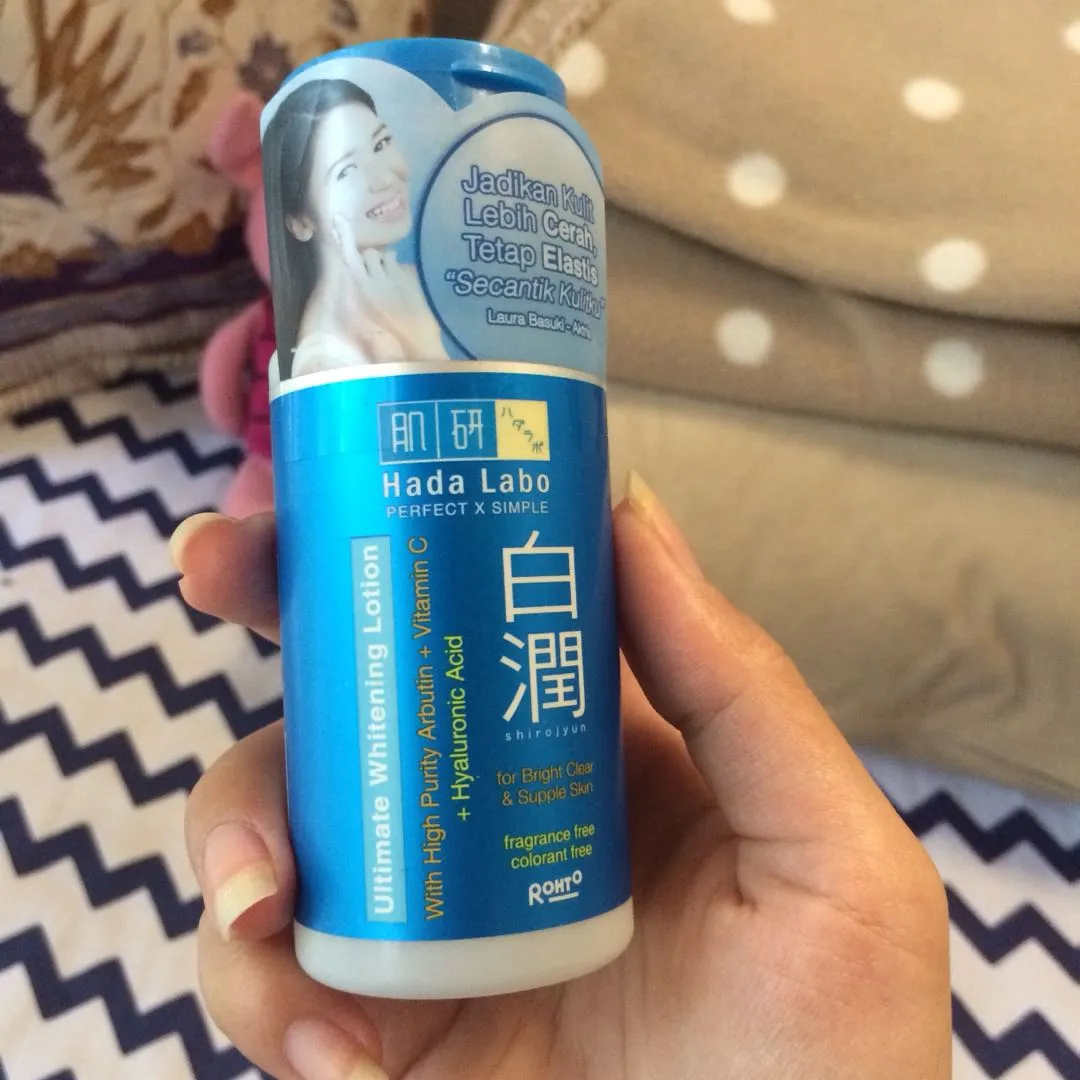 Jadikan Kulit
Lebih Cerah,
Tetap Elastis
"Secantik Kulitku"
Laura Basuki - Aktris
肌研
ハダラボ
Hada Labo
PERFECT X SIMPLE
Ultimate Whitening Lotion
With High Purity Arbutin + Vitamin C
+ Hyaluronic Acid
白潤
shirojyun
for Bright Clear
& Supple Skin
fragrance free
colorant free
ROHTO